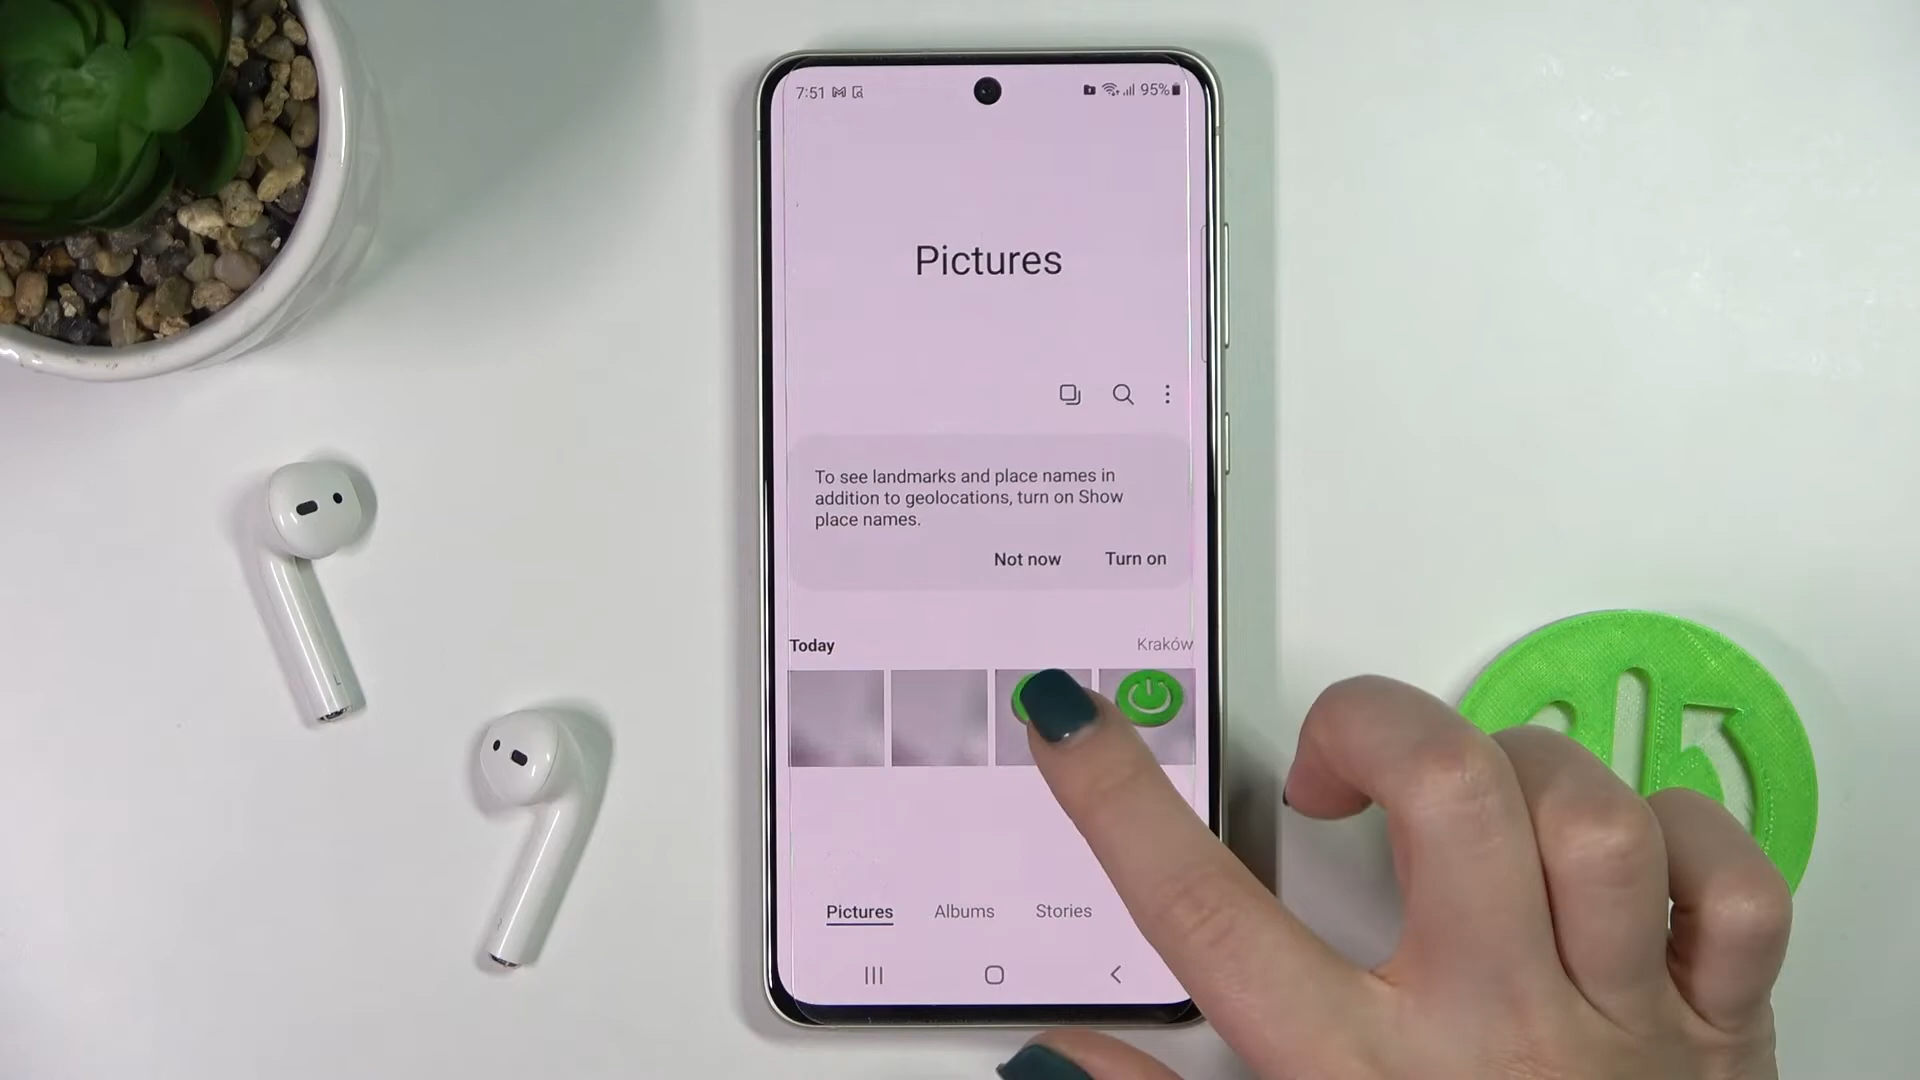 7:51
95%
Pictures
To see landmarks and place names in
addition to geolocations, turn on Show
place names.
Not now Turn on
Today Kraków
Pictures Albums Stories
L